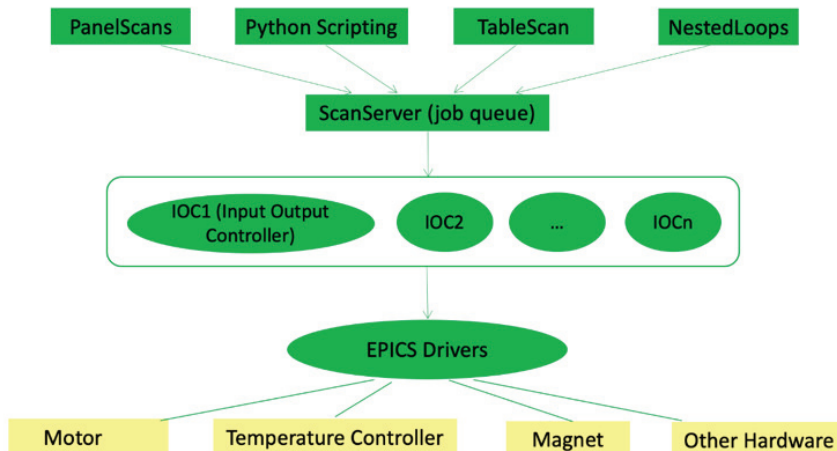 PanelScans
Python Scripting
TableScan
NestedLoops
ScanServer (job queue)
IOC1 (Input Output
Controller)
IOC2
...
IOCn
EPICS Drivers
Motor
Temperature Controller
Magnet
Other Hardware